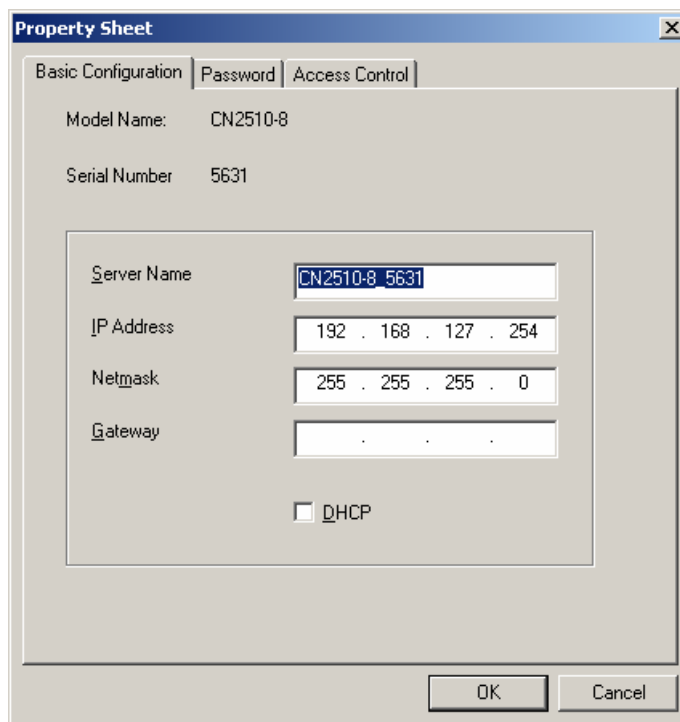 Property Sheet
Basic Configuration Password Access Control
Model Name: CN2510-8
Serial Number 5631
Server Name CN2510-8_5631
IP Address 192 . 168 . 127 . 254
Netmask 255 . 255 . 255 . 0
Gateway . . .
DHCP
OK Cancel